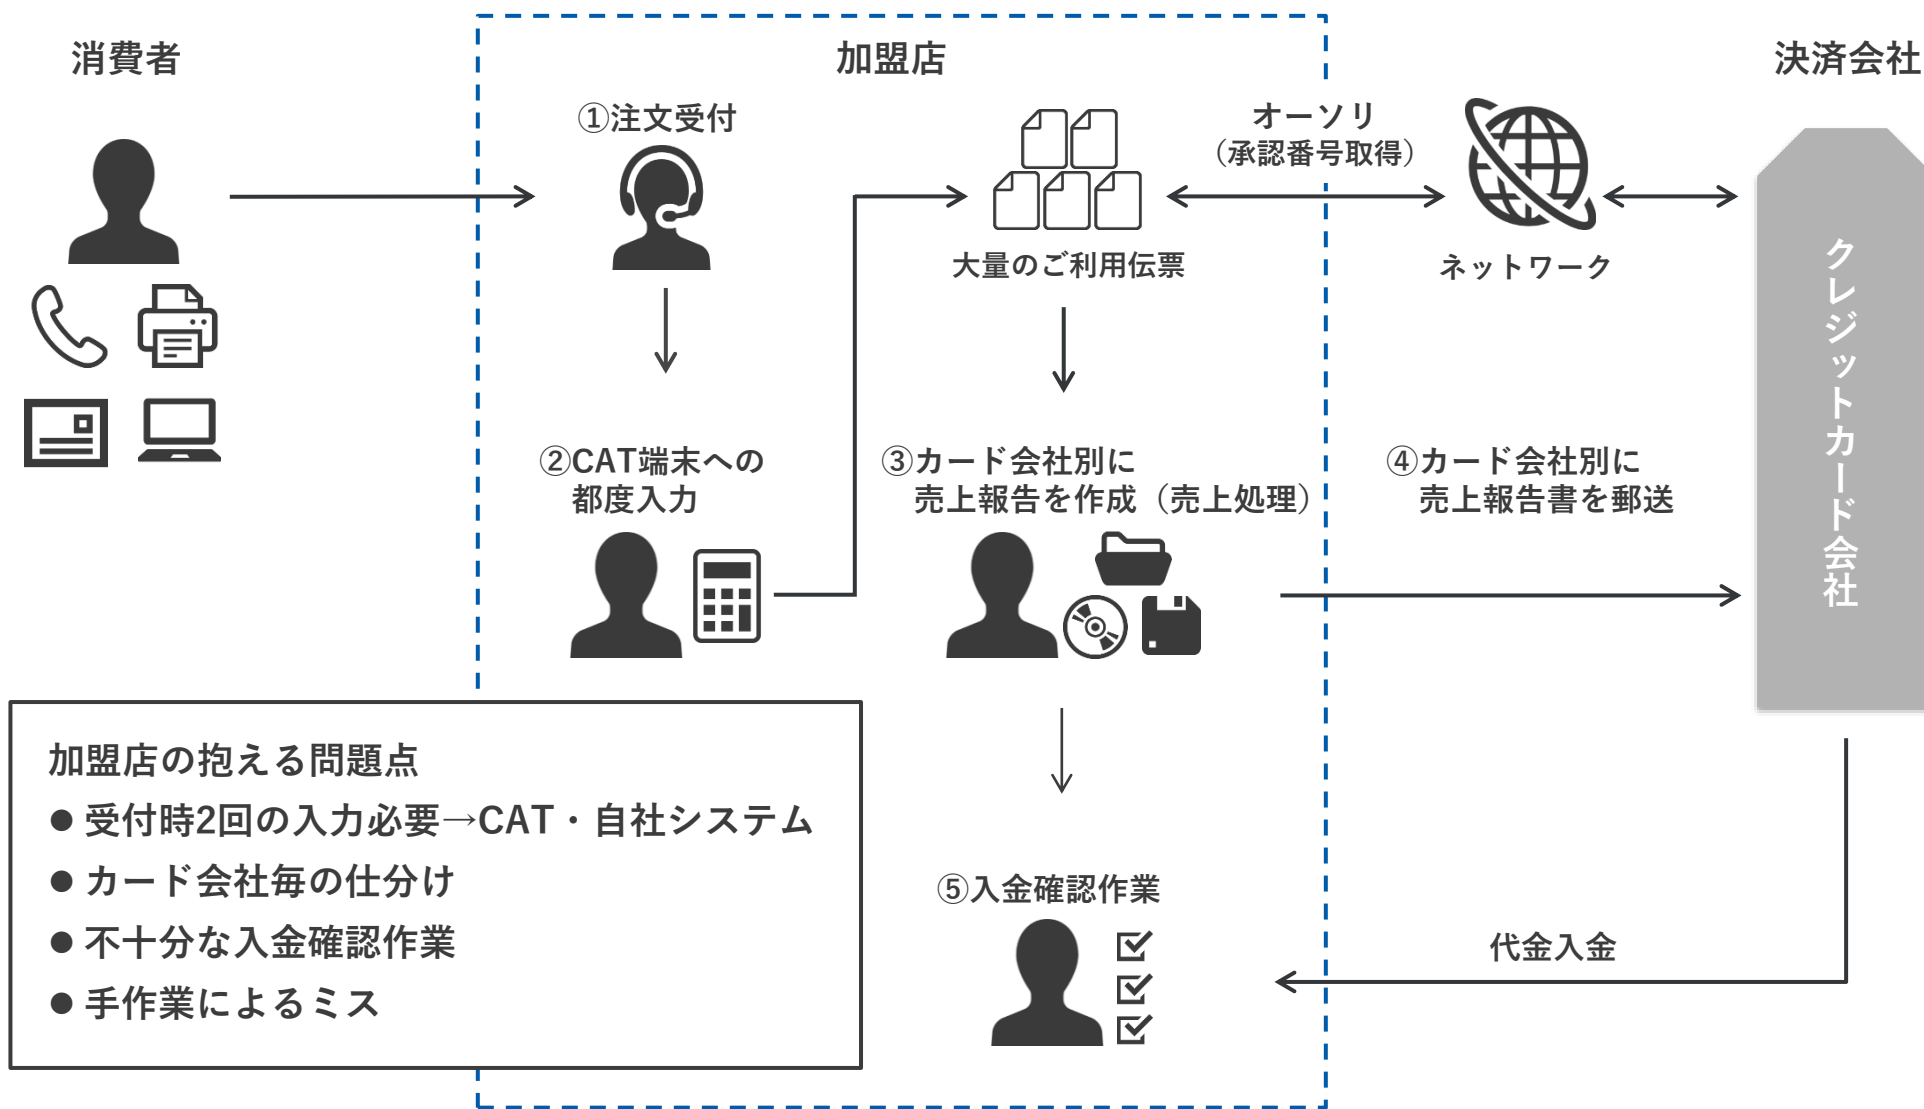 消費者
加盟店
決済会社
①注文受付
オーソリ
（承認番号取得）
大量のご利用伝票
ネットワーク
クレジットカード会社
②CAT端末への
都度入力
③カード会社別に
売上報告を作成（売上処理）
④カード会社別に
売上報告書を郵送
加盟店の抱える問題点
● 受付時2回の入力必要→CAT・自社システム
● カード会社毎の仕分け
● 不十分な入金確認作業
● 手作業によるミス
⑤入金確認作業
代金入金